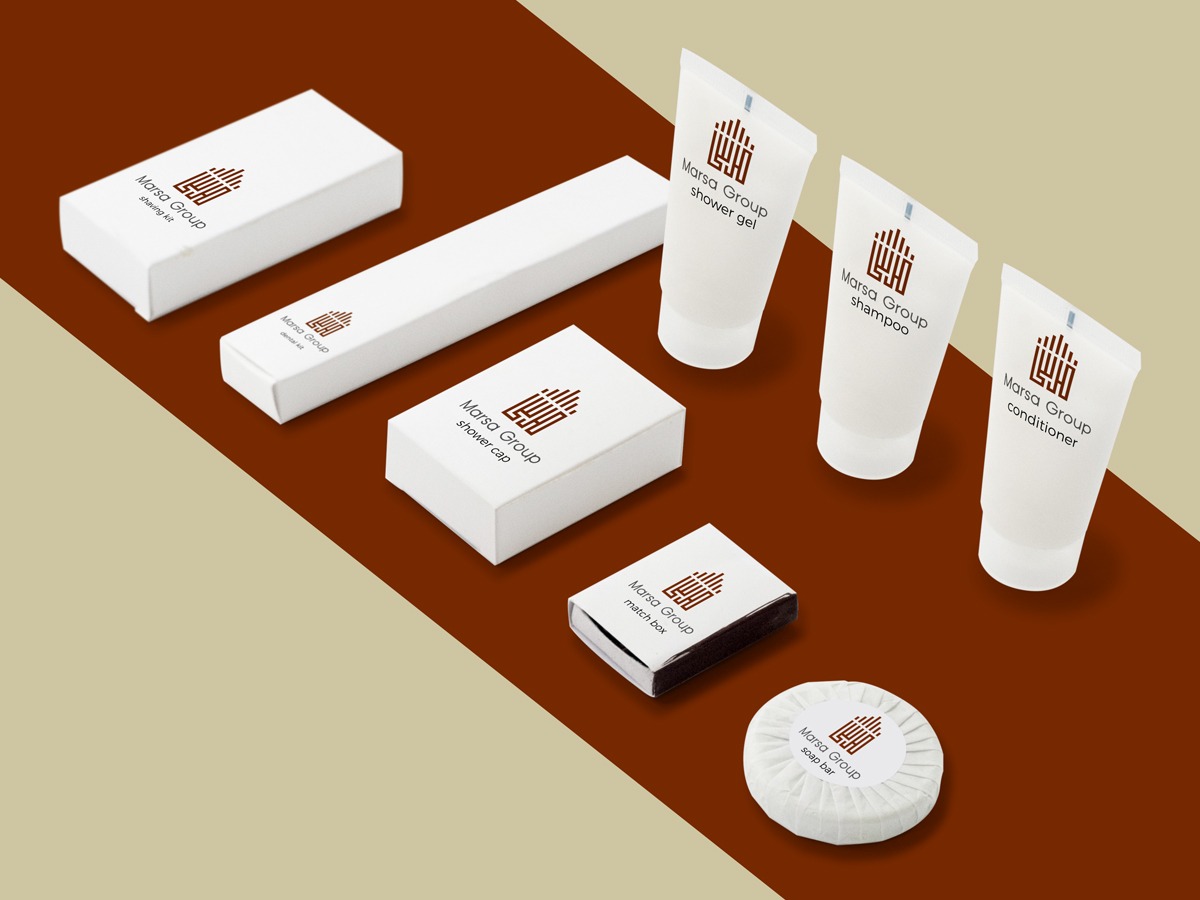 Marsa Group
shaving kit
Marsa Group
dental kit
Marsa Group
shower cap
Marsa Group
match box
Marsa Group
soap bar
Marsa Group
shower gel
Marsa Group
shampoo
Marsa Group
conditioner